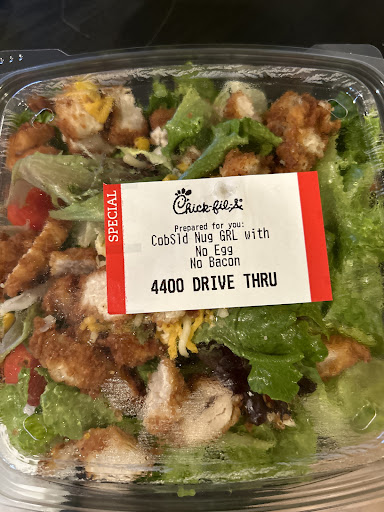 SPECIAL
Chick-fil-A
Prepared for you:
CobSld Nug GRL with
No Egg
No Bacon
4400 DRIVE THRU